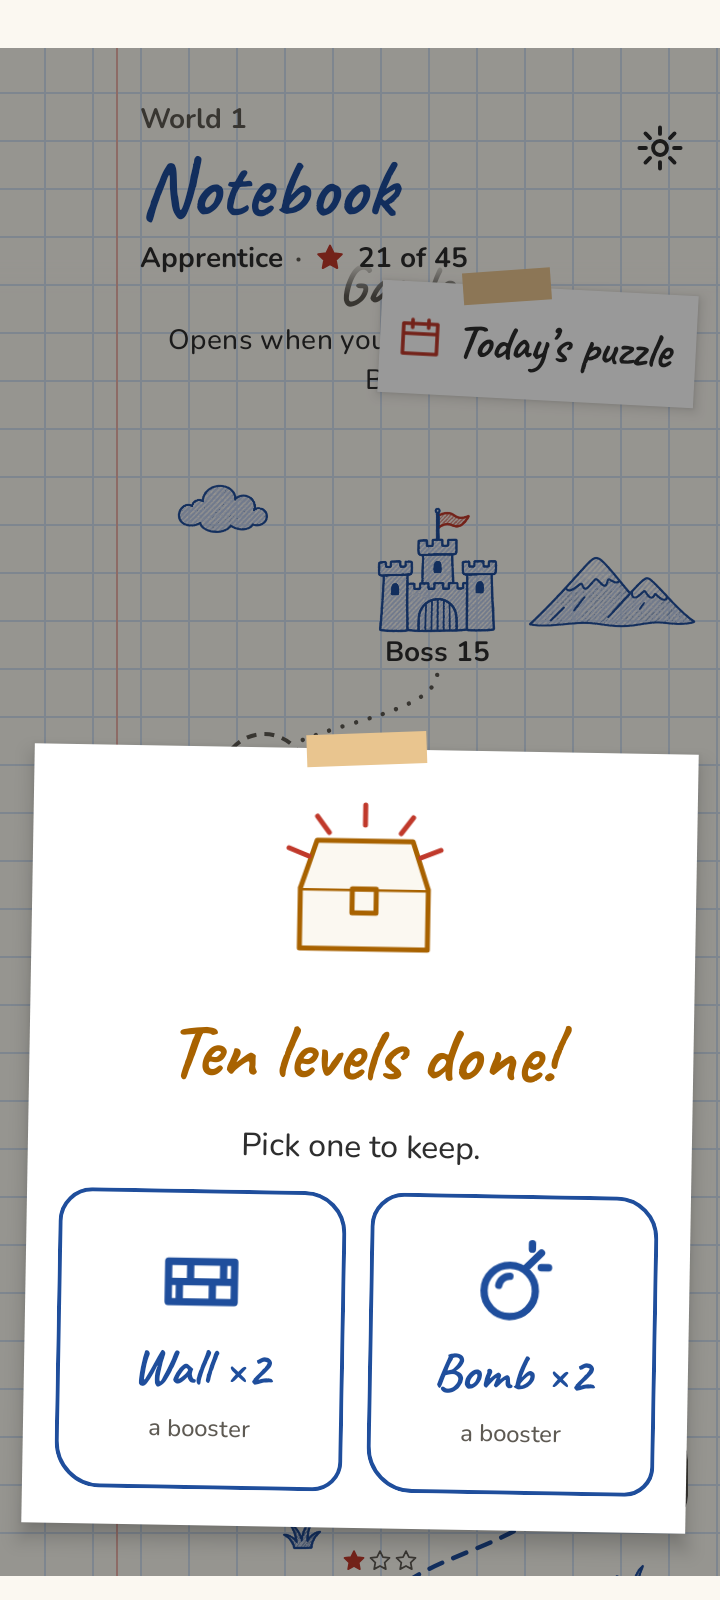 World 1
Notebook
Apprentice · ★ 21 of 45
Opens when you
Today's puzzle
Boss 15
Ten levels done!
Pick one to keep.
Wall ×2
Bomb ×2
a booster
a booster